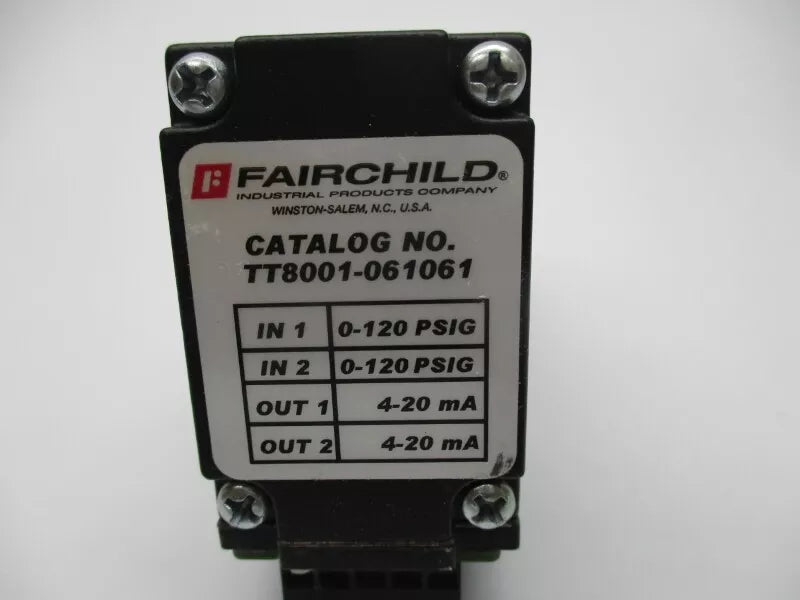 FAIRCHILD®
INDUSTRIAL PRODUCTS COMPANY
WINSTON-SALEM, N.C., U.S.A.
CATALOG NO.
TT8001-061061
IN 1 0-120 PSIG
IN 2 0-120 PSIG
OUT 1 4-20 mA
OUT 2 4-20 mA